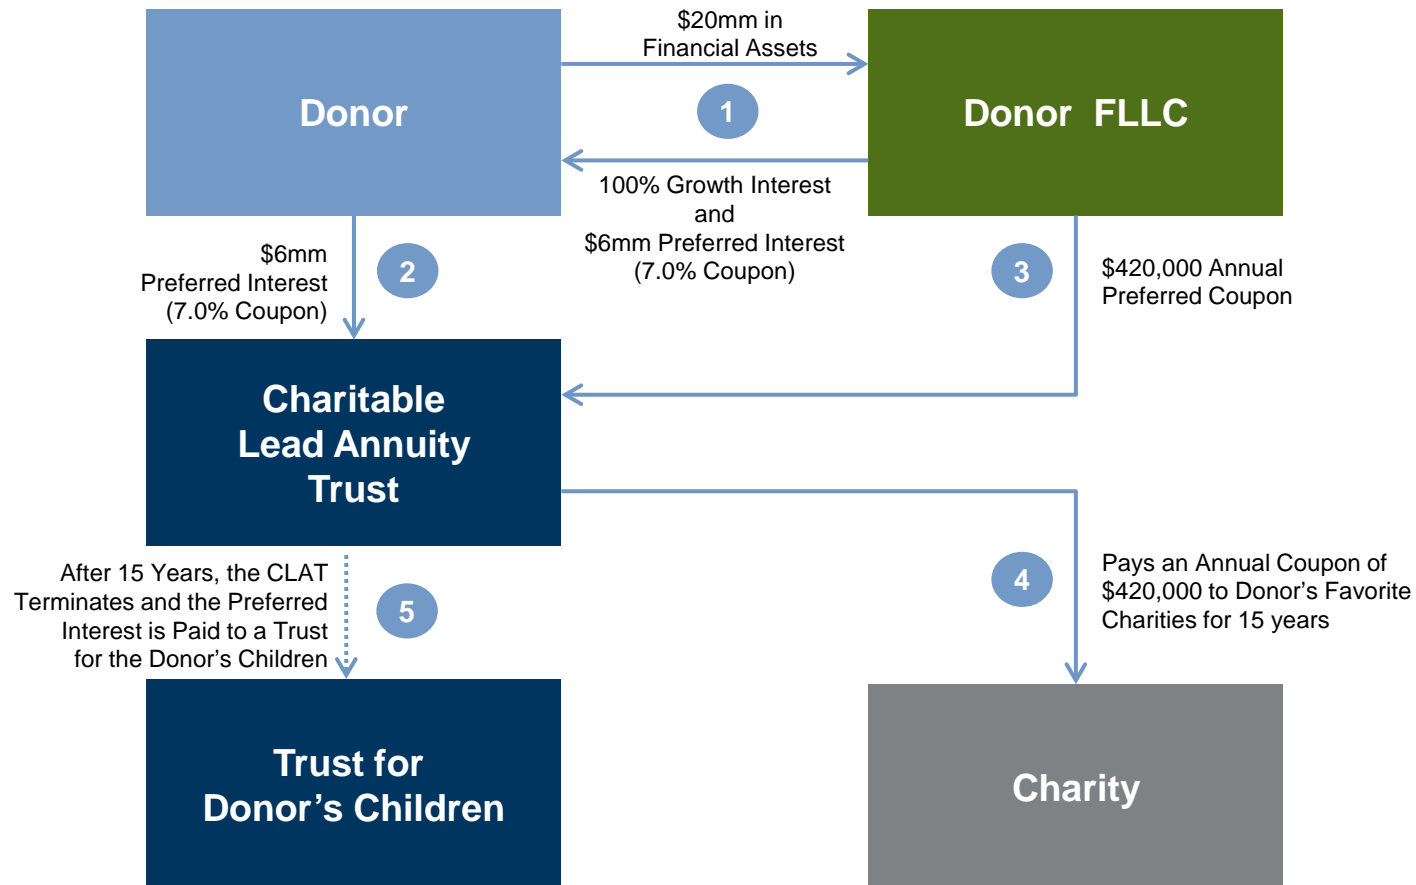 $20mm in
Financial Assets
Donor
1
Donor FLLC
100% Growth Interest
and
$6mm Preferred Interest
(7.0% Coupon)
$6mm
Preferred Interest
(7.0% Coupon)
2
3
$420,000 Annual
Preferred Coupon
Charitable
Lead Annuity
Trust
After 15 Years, the CLAT
Terminates and the Preferred
Interest is Paid to a Trust
for the Donor’s Children
5
4
Pays an Annual Coupon of
$420,000 to Donor’s Favorite
Charities for 15 years
Trust for
Donor’s Children
Charity